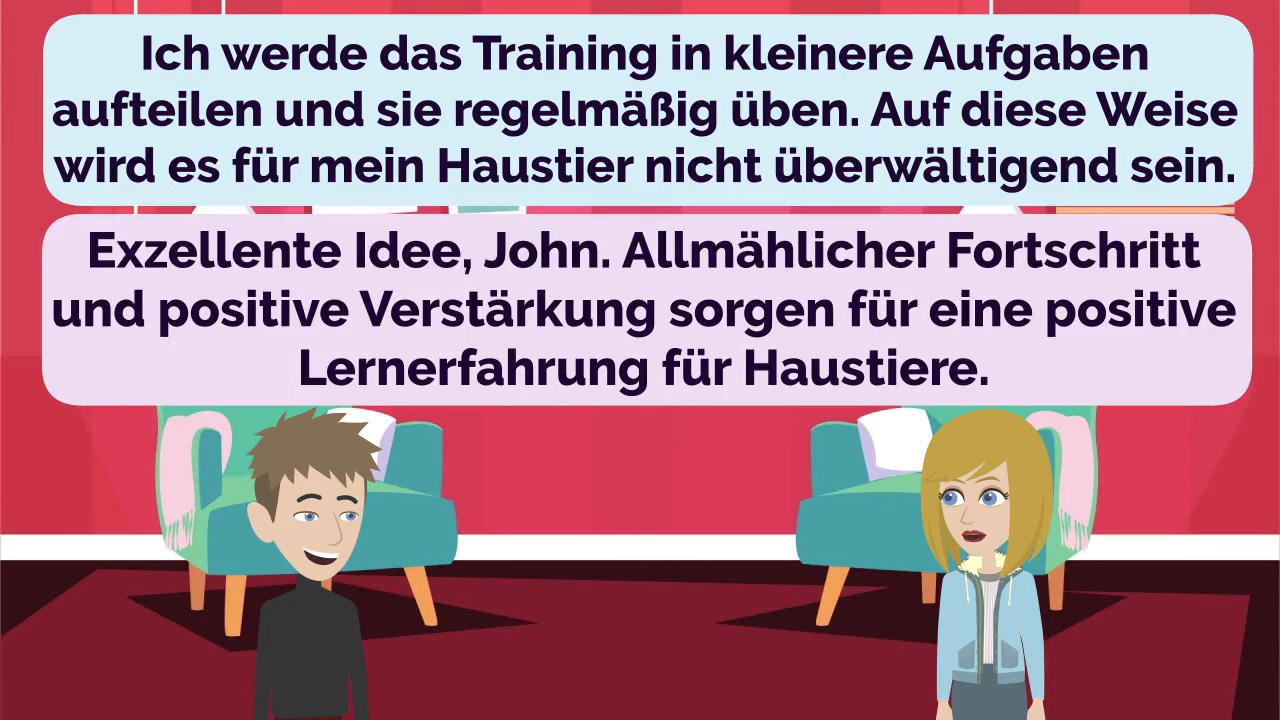 Ich werde das Training in kleinere Aufgaben
aufteilen und sie regelmäßig üben. Auf diese Weise
wird es für mein Haustier nicht überwältigend sein.
Exzellente Idee, John. Allmählicher Fortschritt
und positive Verstärkung sorgen für eine positive
Lernerfahrung für Haustiere.